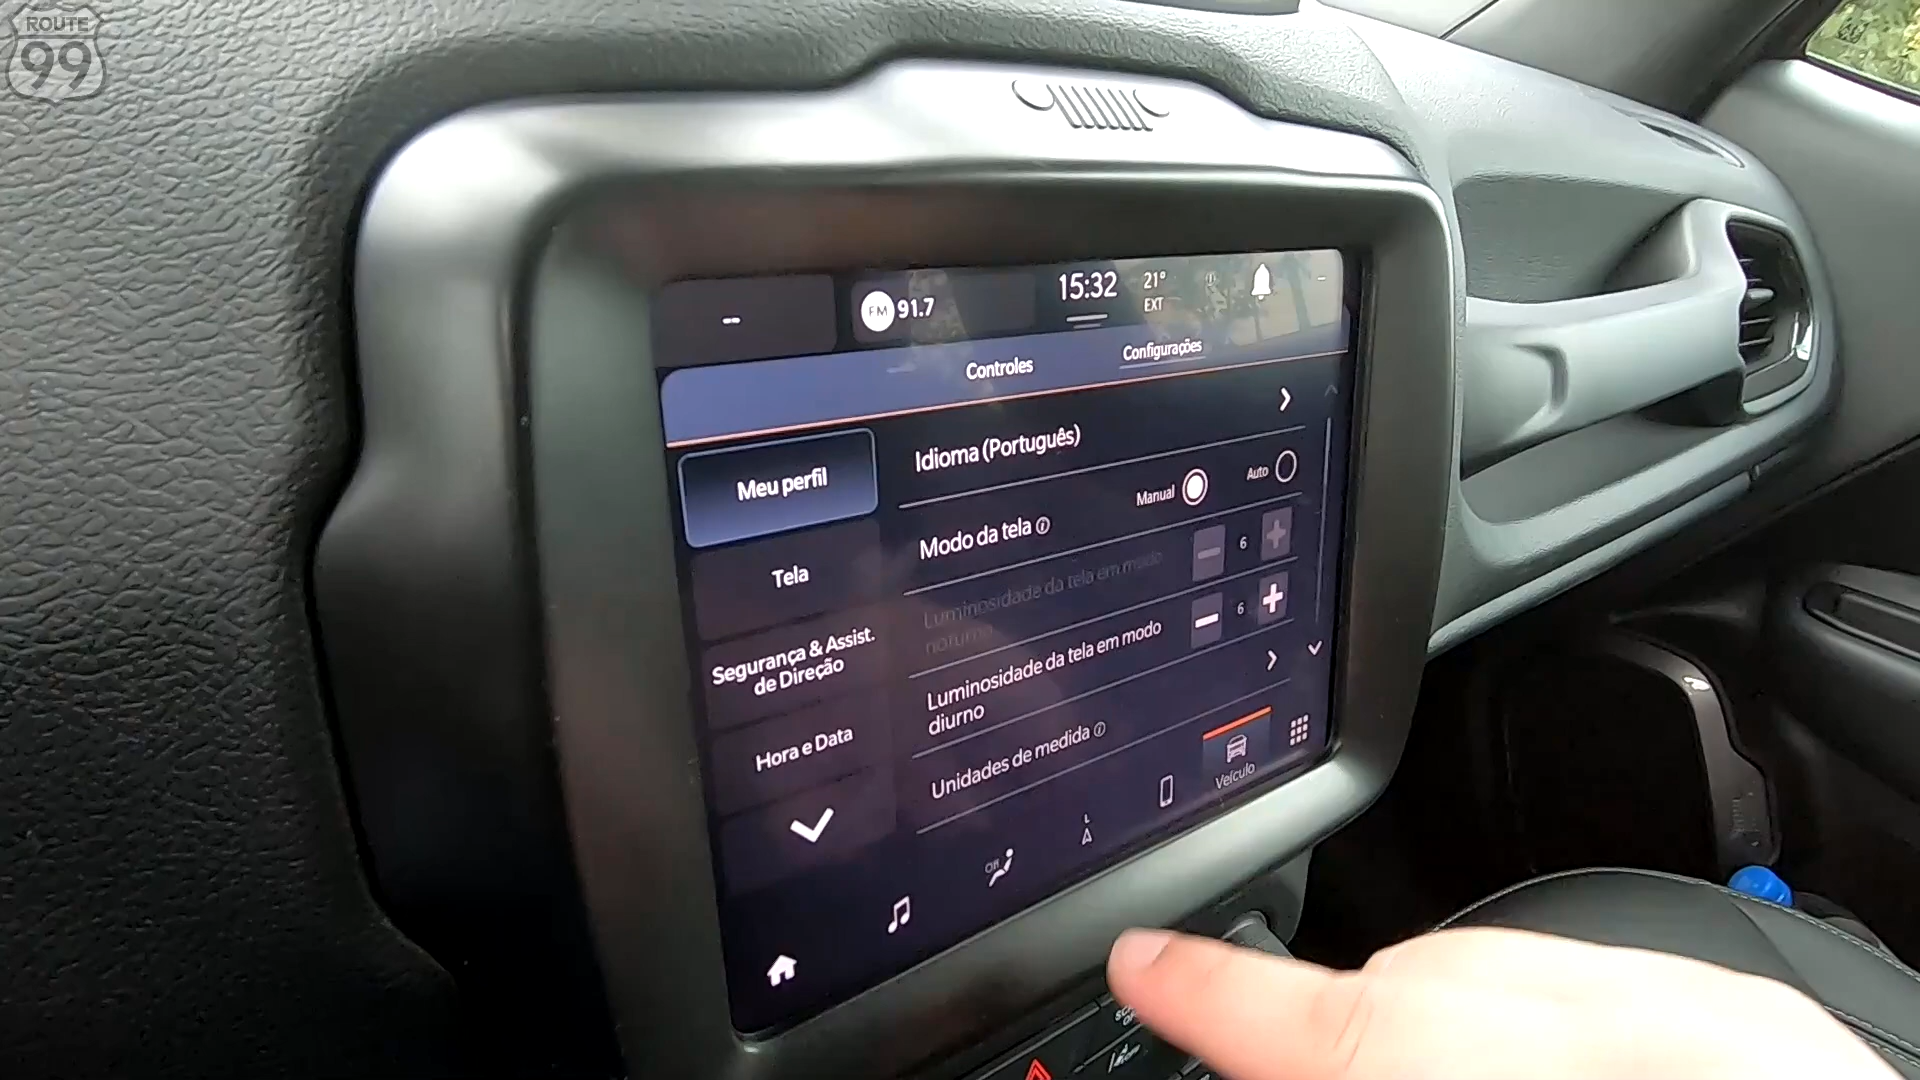 ROUTE
99
--
FM 91.7
15:32
21°
EXT
Controles
Configurações
Meu perfil
Tela
Segurança & Assist.
de Direção
Hora e Data
Idioma (Português)
Modo da tela
Manual
Auto
Luminosidade da tela em modo
noturno
6
Luminosidade da tela em modo
diurno
6
Unidades de medida
Off
L
Veículo